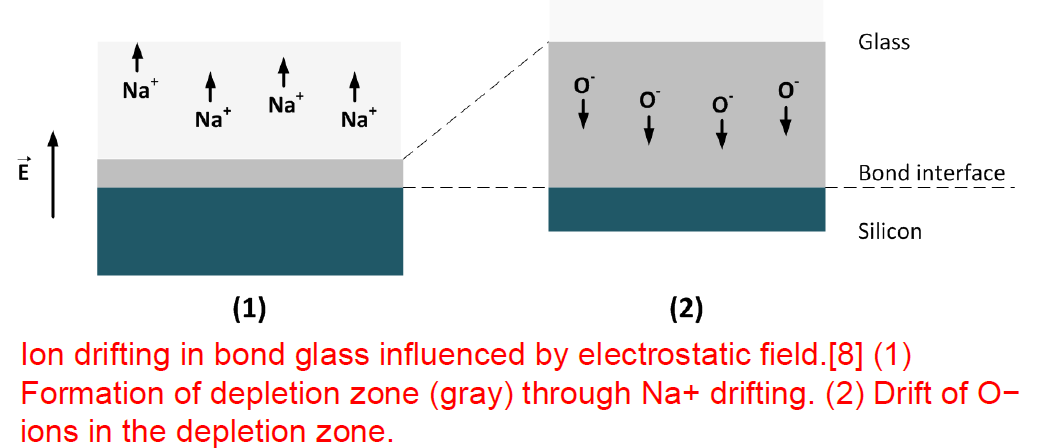 Na⁺
Na⁺
Na⁺
Na⁺
E⃗
(1)
O⁻
O⁻
O⁻
O⁻
Glass
Bond interface
Silicon
(2)
Ion drifting in bond glass influenced by electrostatic field.[8] (1)
Formation of depletion zone (gray) through Na+ drifting. (2) Drift of O−
ions in the depletion zone.